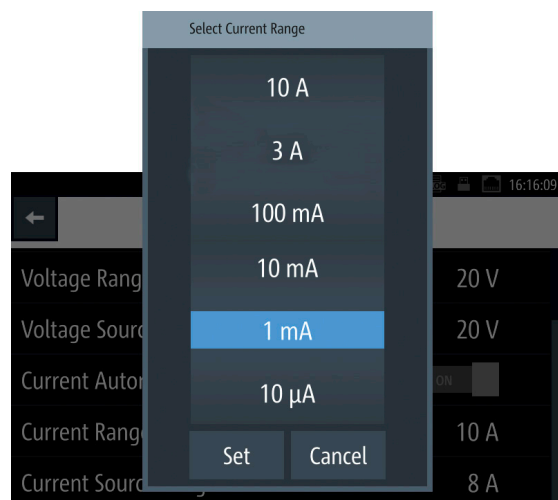 Select Current Range
10 A
3 A
100 mA
16:16:09
10 mA
Voltage Rang 20 V
1 mA
Voltage Sourc 20 V
Current Autor ON
10 µA
Current Rang 10 A
Set Cancel
Current Sourc 8 A